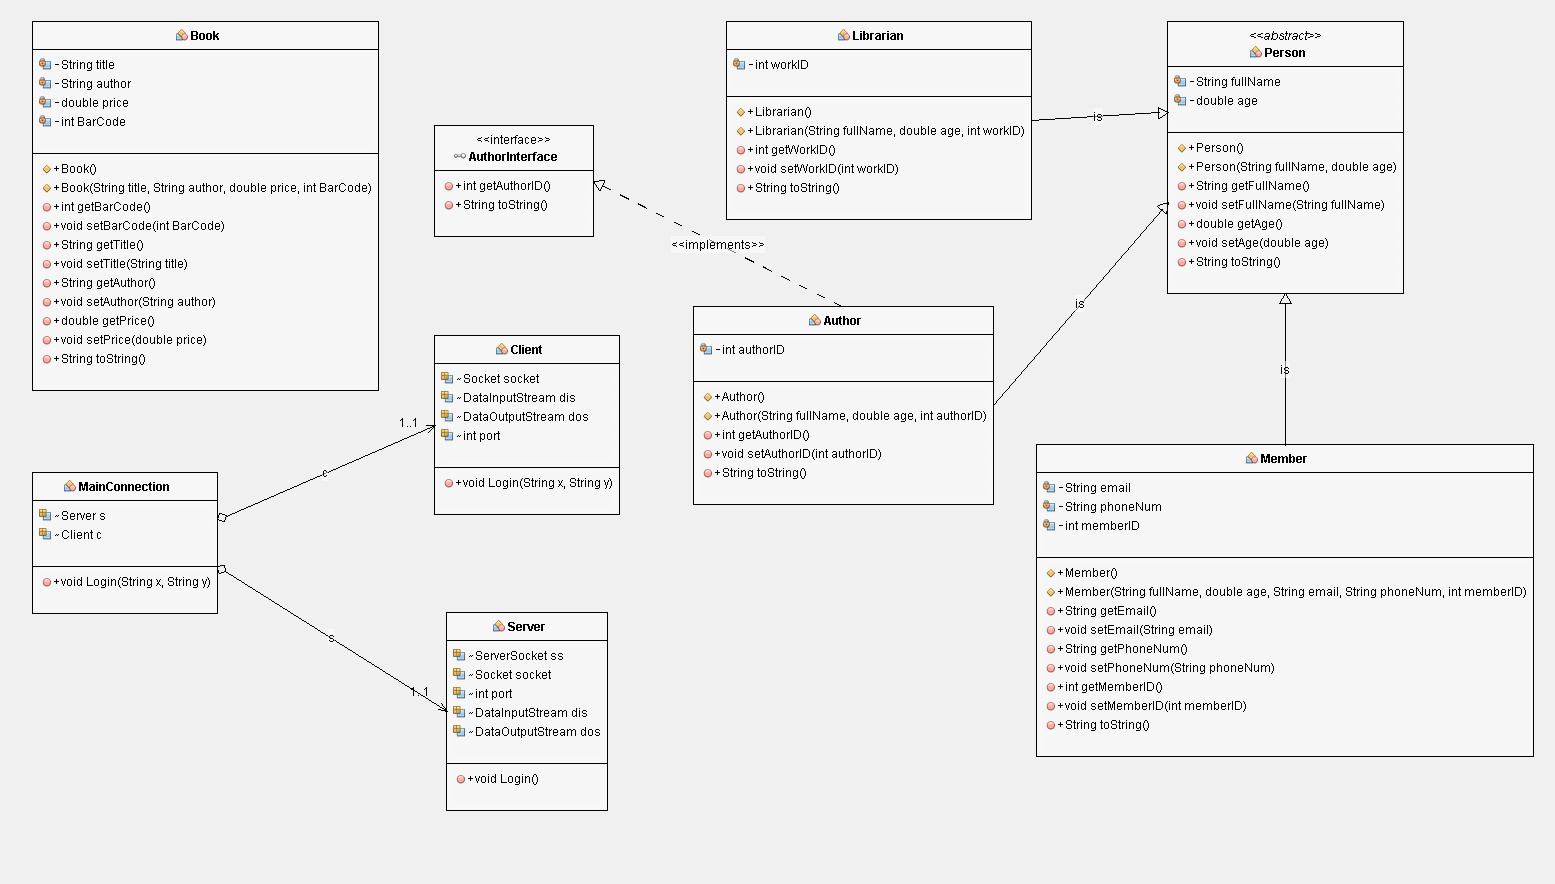 Book
- String title
- String author
- double price
- int BarCode
+ Book()
+ Book(String title, String author, double price, int BarCode)
+ int getBarCode()
+ void setBarCode(int BarCode)
+ String getTitle()
+ void setTitle(String title)
+ String getAuthor()
+ void setAuthor(String author)
+ double getPrice()
+ void setPrice(double price)
+ String toString()
<<interface>>
AuthorInterface
+ int getAuthorID()
+ String toString()
Librarian
- int workID
+ Librarian()
+ Librarian(String fullName, double age, int workID)
+ int getWorkID()
+ void setWorkID(int workID)
+ String toString()
is
<<abstract>>
Person
- String fullName
- double age
+ Person()
+ Person(String fullName, double age)
+ String getFullName()
+ void setFullName(String fullName)
+ double getAge()
+ void setAge(double age)
+ String toString()
<<implements>>
is
is
Author
- int authorID
+ Author()
+ Author(String fullName, double age, int authorID)
+ int getAuthorID()
+ void setAuthorID(int authorID)
+ String toString()
Client
~ Socket socket
~ DataInputStream dis
~ DataOutputStream dos
~ int port
+ void Login(String x, String y)
1..1
c
MainConnection
~ Server s
~ Client c
+ void Login(String x, String y)
s
1..1
Server
~ ServerSocket ss
~ Socket socket
~ int port
~ DataInputStream dis
~ DataOutputStream dos
+ void Login()
Member
- String email
- String phoneNum
- int memberID
+ Member()
+ Member(String fullName, double age, String email, String phoneNum, int memberID)
+ String getEmail()
+ void setEmail(String email)
+ String getPhoneNum()
+ void setPhoneNum(String phoneNum)
+ int getMemberID()
+ void setMemberID(int memberID)
+ String toString()